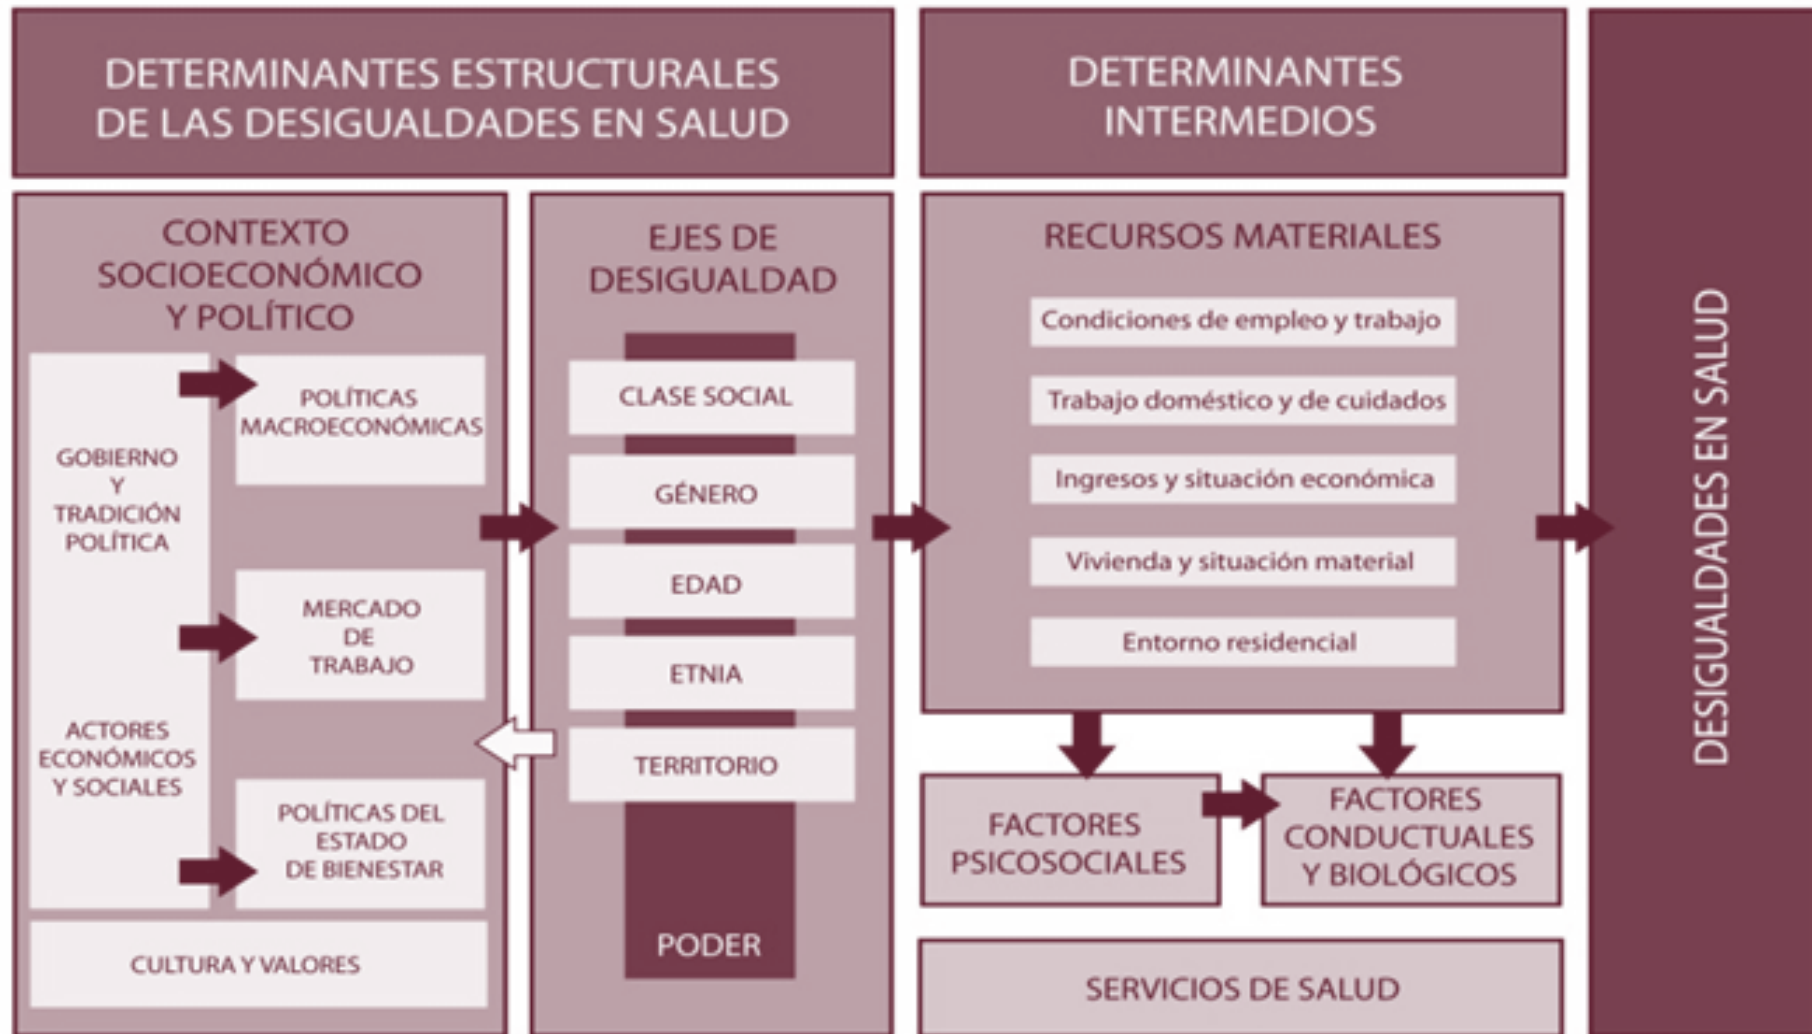 DETERMINANTES ESTRUCTURALES
DE LAS DESIGUALDADES EN SALUD
DETERMINANTES
INTERMEDIOS
CONTEXTO
SOCIOECONÓMICO
Y POLÍTICO
GOBIERNO
Y
TRADICIÓN
POLÍTICA
ACTORES
ECONÓMICOS
Y SOCIALES
POLÍTICAS
MACROECONÓMICAS
MERCADO
DE
TRABAJO
POLÍTICAS DEL
ESTADO
DE BIENESTAR
CULTURA Y VALORES
EJES DE
DESIGUALDAD
CLASE SOCIAL
GÉNERO
EDAD
ETNIA
TERRITORIO
PODER
RECURSOS MATERIALES
Condiciones de empleo y trabajo
Trabajo doméstico y de cuidados
Ingresos y situación económica
Vivienda y situación material
Entorno residencial
FACTORES
PSICOSOCIALES
FACTORES
CONDUCTUALES
Y BIOLÓGICOS
SERVICIOS DE SALUD
DESIGUALDADES EN SALUD